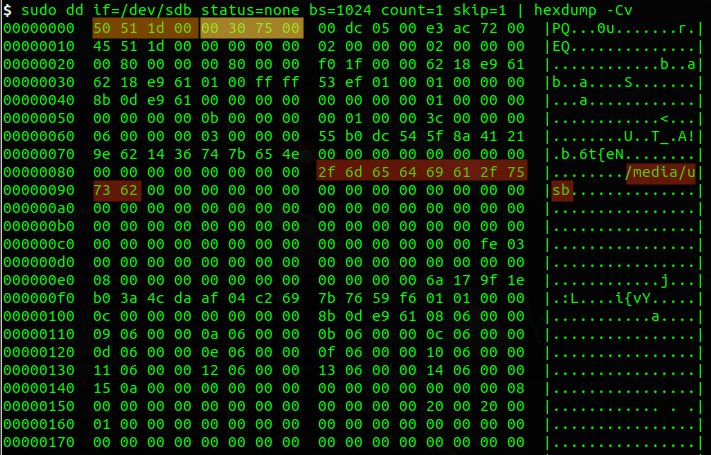 $ sudo dd if=/dev/sdb status=none bs=1024 count=1 skip=1 | hexdump -Cv
00000000  50 51 1d 00 00 30 75 00  00 dc 05 00 e3 ac 72 00  |PQ...0u.......r.|
00000010  45 51 1d 00 00 00 00 00  02 00 00 00 02 00 00 00  |EQ..............|
00000020  00 80 00 00 00 80 00 00  f0 1f 00 00 62 18 e9 61  |............b..a|
00000030  62 18 e9 61 01 00 ff ff  53 ef 01 00 01 00 00 00  |b..a....S.......|
00000040  8b 0d e9 61 00 00 00 00  00 00 00 00 01 00 00 00  |...a............|
00000050  00 00 00 00 0b 00 00 00  00 01 00 00 3c 00 00 00  |............<...|
00000060  06 00 00 00 03 00 00 00  55 b0 dc 54 5f 8a 41 21  |........U..T_.A!|
00000070  9e 62 14 36 74 7b 65 4e  00 00 00 00 00 00 00 00  |.b.6t{eN........|
00000080  00 00 00 00 00 00 00 00  2f 6d 65 64 69 61 2f 75  |......../media/u|
00000090  73 62 00 00 00 00 00 00  00 00 00 00 00 00 00 00  |sb..............|
000000a0  00 00 00 00 00 00 00 00  00 00 00 00 00 00 00 00  |................|
000000b0  00 00 00 00 00 00 00 00  00 00 00 00 00 00 00 00  |................|
000000c0  00 00 00 00 00 00 00 00  00 00 00 00 00 00 fe 03  |................|
000000d0  00 00 00 00 00 00 00 00  00 00 00 00 00 00 00 00  |................|
000000e0  08 00 00 00 00 00 00 00  00 00 00 00 6a 17 9f 1e  |............j...|
000000f0  b0 3a 4c da af 04 c2 69  7b 76 59 f6 01 01 00 00  |.:L....i{vY.....|
00000100  0c 00 00 00 00 00 00 00  8b 0d e9 61 08 06 00 00  |...........a....|
00000110  09 06 00 00 0a 06 00 00  0b 06 00 00 0c 06 00 00  |................|
00000120  0d 06 00 00 0e 06 00 00  0f 06 00 00 10 06 00 00  |................|
00000130  11 06 00 00 12 06 00 00  13 06 00 00 14 06 00 00  |................|
00000140  15 0a 00 00 00 00 00 00  00 00 00 00 00 00 00 08  |................|
00000150  00 00 00 00 00 00 00 00  00 00 00 00 20 00 20 00  |............ . .|
00000160  01 00 00 00 00 00 00 00  00 00 00 00 00 00 00 00  |................|
00000170  00 00 00 00 00 00 00 00  00 00 00 00 00 00 00 00  |................|